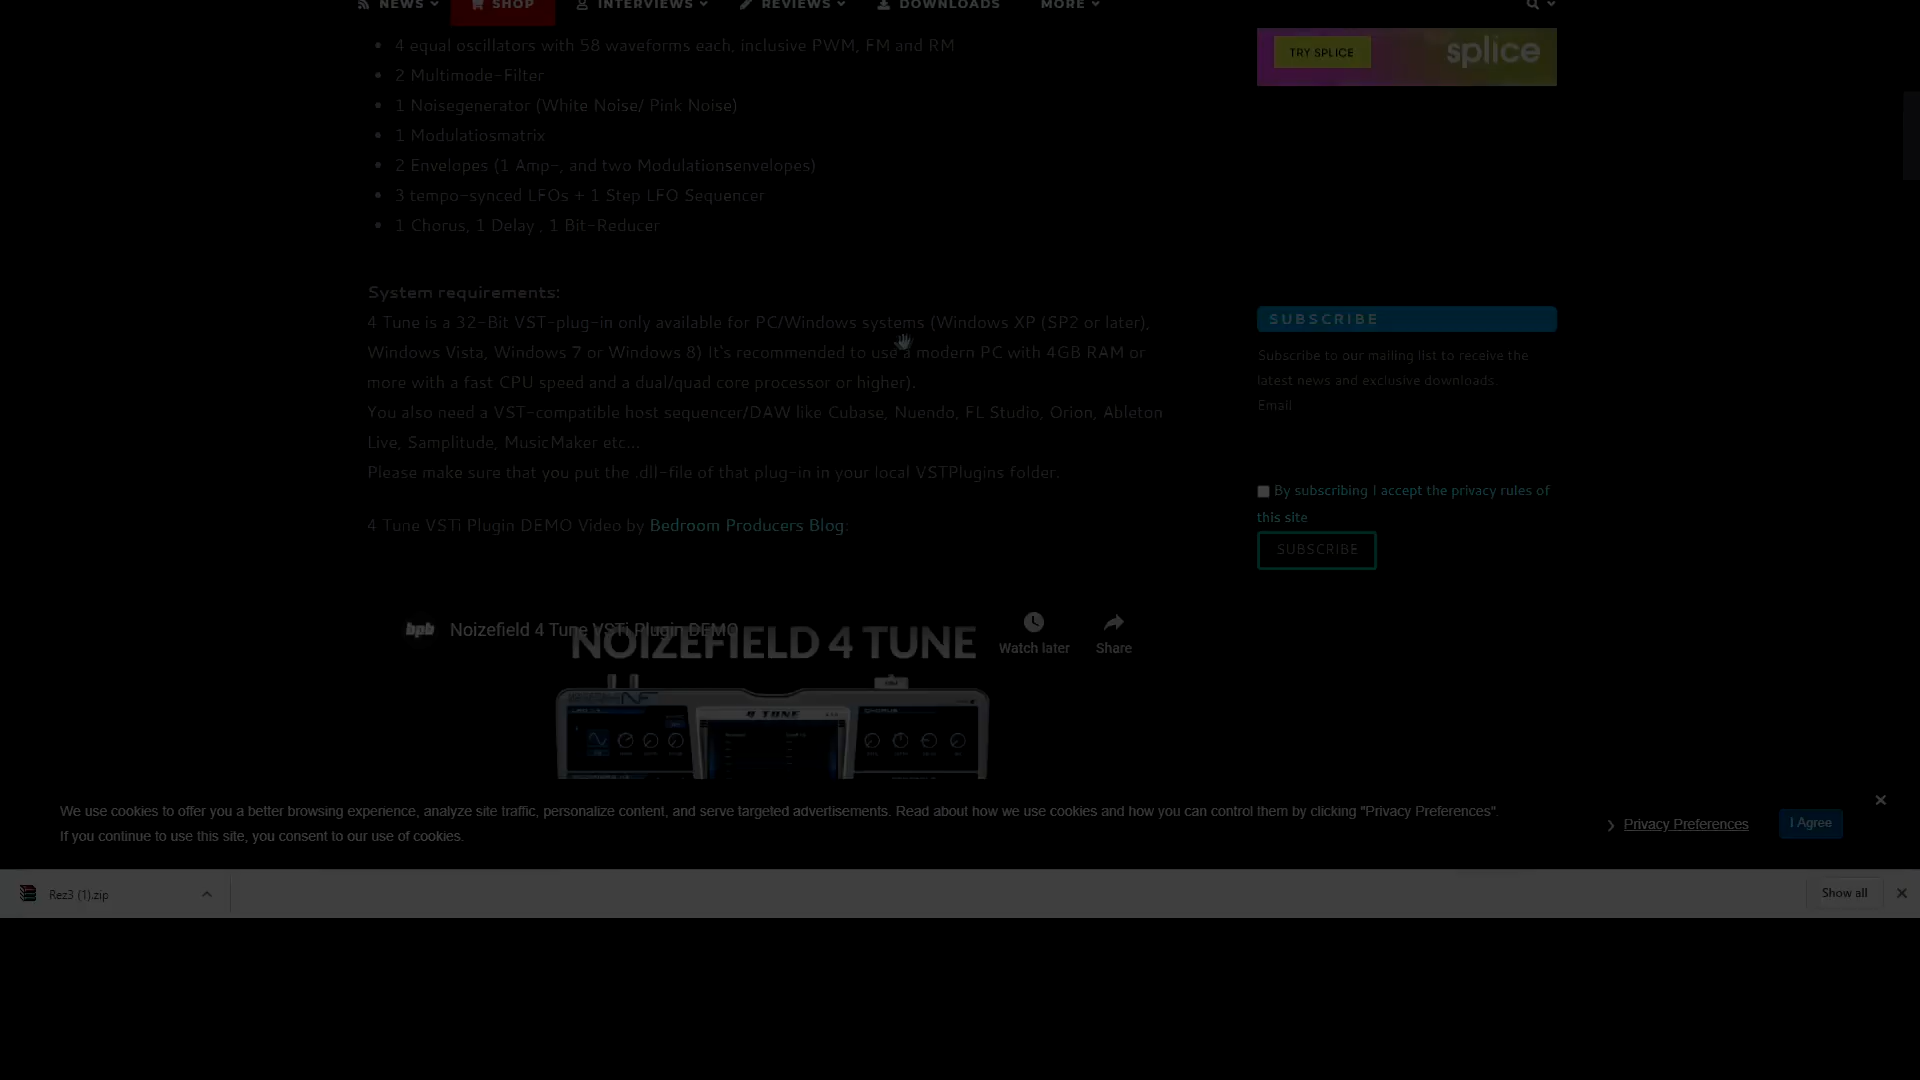 NEWS SHOP INTERVIEWS REVIEWS DOWNLOADS MORE
4 equal oscillators with 58 waveforms each, inclusive PWM, FM and RM
2 Multimode-Filter
1 Noisegenerator (White Noise/ Pink Noise)
1 Modulatiosmatrix
2 Envelopes (1 Amp-, and two Modulationsenvelopes)
3 tempo-synced LFOs + 1 Step LFO Sequencer
1 Chorus, 1 Delay , 1 Bit-Reducer
System requirements:
4 Tune is a 32-Bit VST-plug-in only available for PC/Windows systems (Windows XP (SP2 or later),
Windows Vista, Windows 7 or Windows 8) It's recommended to use a modern PC with 4GB RAM or
more with a fast CPU speed and a dual/quad core processor or higher).
You also need a VST-compatible host sequencer/DAW like Cubase, Nuendo, FL Studio, Orion, Ableton
Live, Samplitude, MusicMaker etc...
Please make sure that you put the .dll-file of that plug-in in your local VSTPlugins folder.
4 Tune VSTi Plugin DEMO Video by Bedroom Producers Blog:
bpb Noizefield 4 Tune VSTi Plugin DEMO
NOIZEFIELD 4 TUNE
Watch later Share
4 TUNE
CHORUS
TRY SPLICE splice
SUBSCRIBE
Subscribe to our mailing list to receive the
latest news and exclusive downloads.
Email
By subscribing I accept the privacy rules of
this site
SUBSCRIBE
We use cookies to offer you a better browsing experience, analyze site traffic, personalize content, and serve targeted advertisements. Read about how we use cookies and how you can control them by clicking "Privacy Preferences".
If you continue to use this site, you consent to our use of cookies.
Privacy Preferences I Agree
Rez3 (1).zip Show all